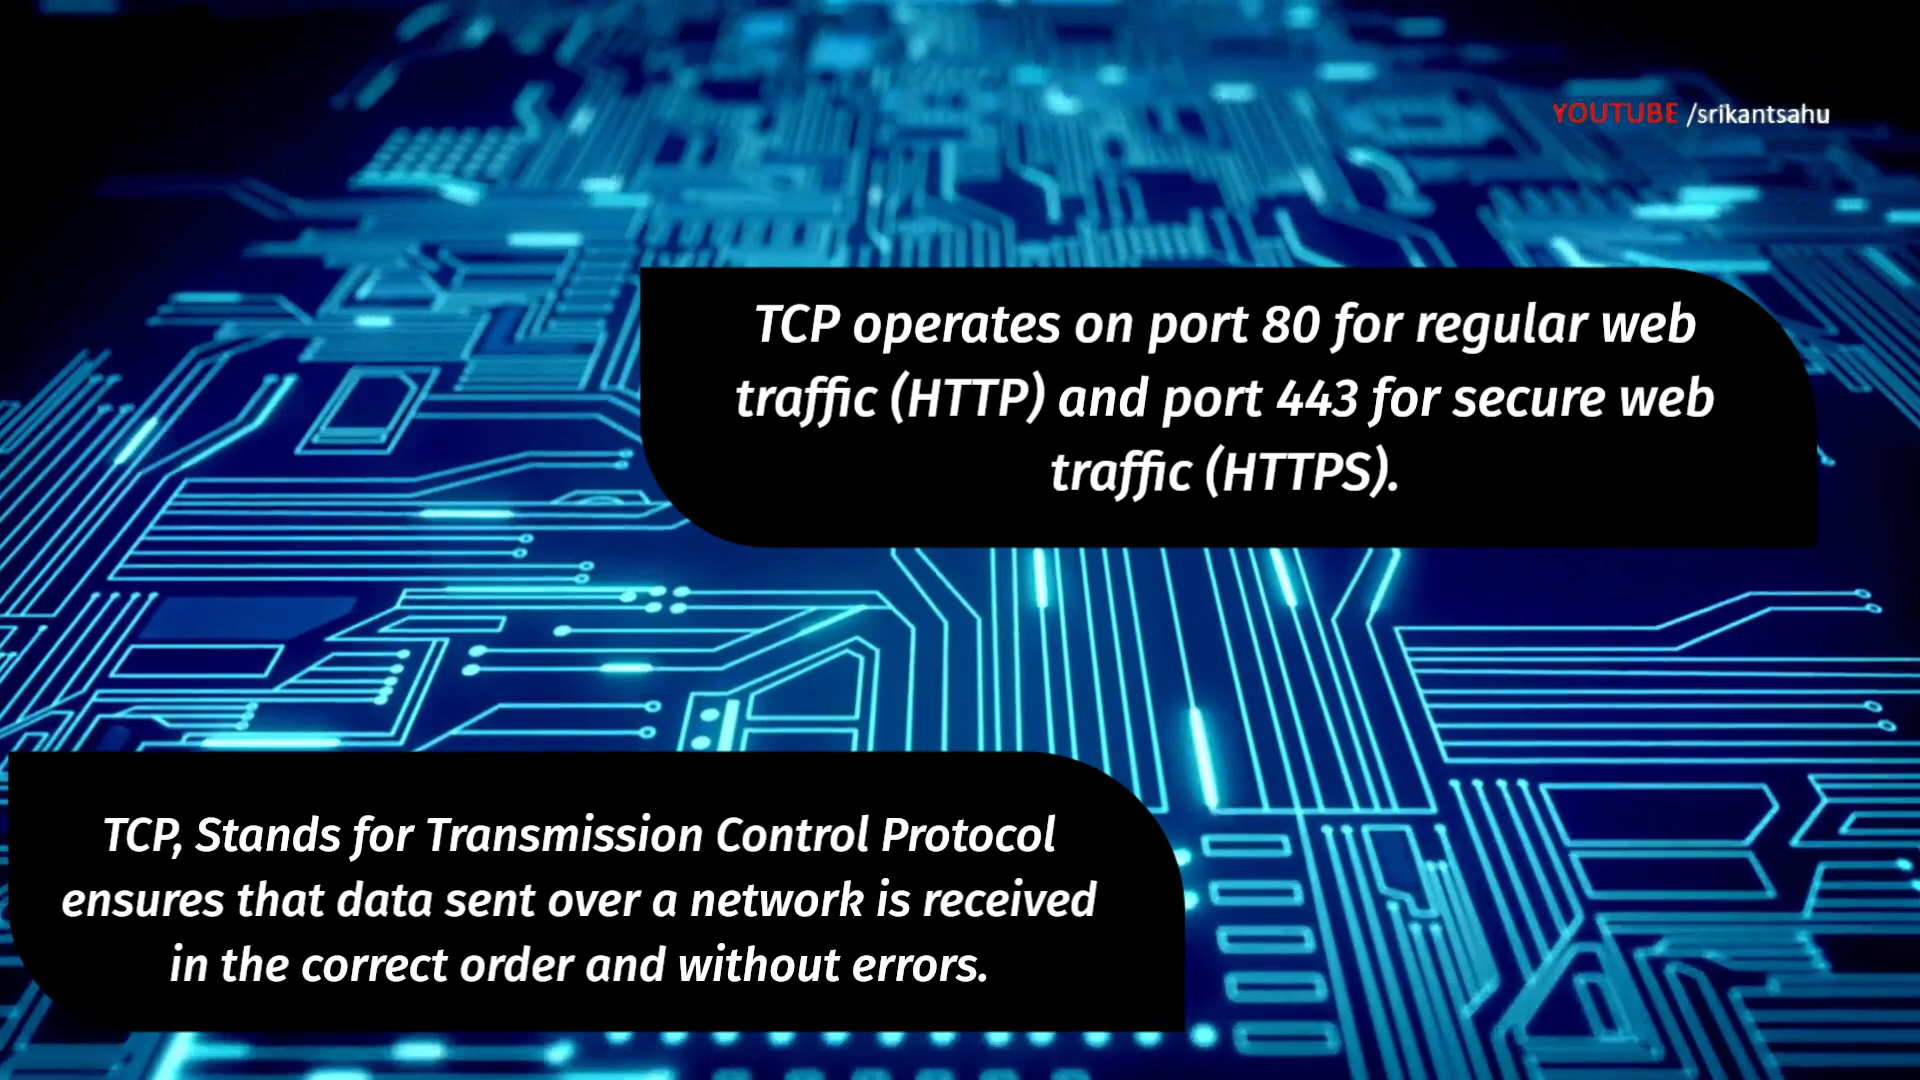 YOUTUBE /srikantsahu
TCP operates on port 80 for regular web
traffic (HTTP) and port 443 for secure web
traffic (HTTPS).
TCP, Stands for Transmission Control Protocol
ensures that data sent over a network is received
in the correct order and without errors.